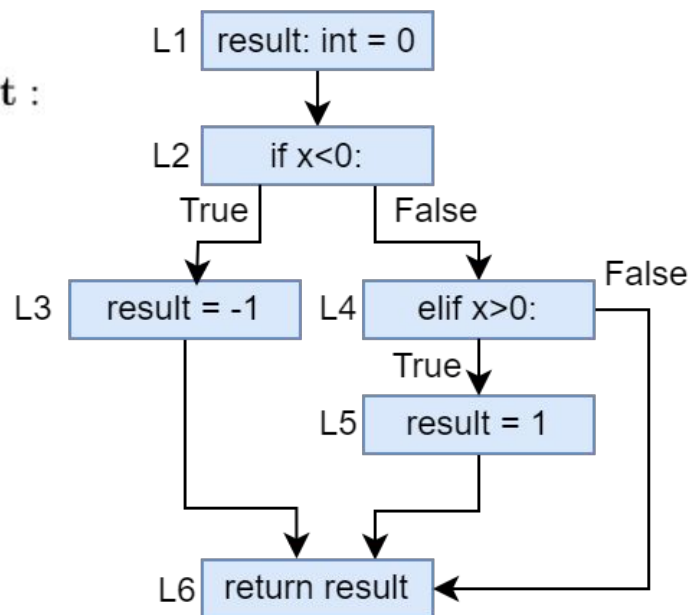 L1 result: int = 0
t :
L2 if x<0:
True False
False
L3 result = -1 L4 elif x>0:
True
L5 result = 1
L6 return result